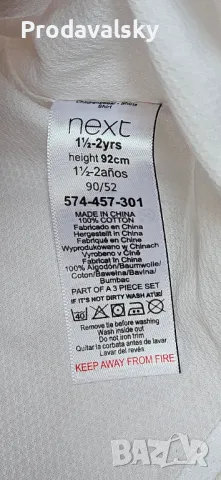 Prodavalnik.com
next
1½-2yrs
height 92cm
1½-2años
90/52
574-457-301
MADE IN CHINA
100% COTTON
Fabricado en China
Hergestellt in China
Fabriqué en Chine
Wyprodukowano w Chinach
Vyrobeno v Číně
Fabricat in China
100% Algodón/Baumwolle/
Coton/Bawełna/Bavlna/
Bumbac
PART OF A 3 PIECE SET
IF IT'S NOT DIRTY WASH AT
40
Remove tie before washing
Wash inside out
Do not iron trim
Quitar la corbata antes de lavar
Lavar del revés
KEEP AWAY FROM FIRE
BAZAR